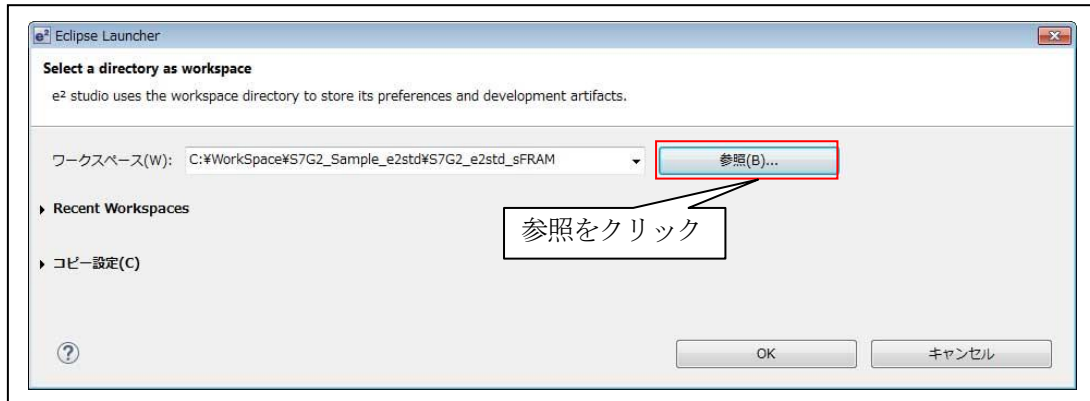 e² Eclipse Launcher
Select a directory as workspace
e² studio uses the workspace directory to store its preferences and development artifacts.
ワークスペース(W): C:¥WorkSpace¥S7G2_Sample_e2std¥S7G2_e2std_sFRAM 参照(B)...
Recent Workspaces
参照をクリック
コピー設定(C)
? OK キャンセル